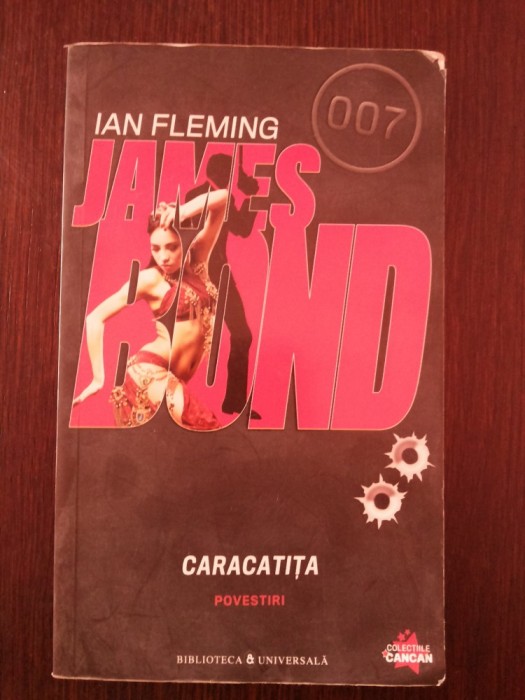 007
IAN FLEMING
JAMES
BOND
CARACATIȚA
POVESTIRI
BIBLIOTECA & UNIVERSALĂ
COLECȚIILE
CANCAN